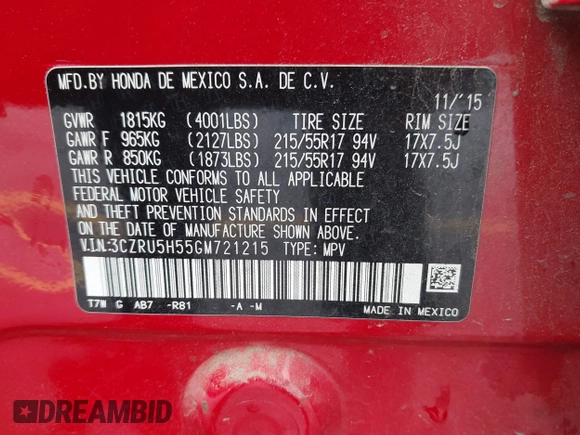 MFD.BY HONDA DE MEXICO S.A. DE C.V.
11/'15
GVWR 1815KG (4001LBS) TIRE SIZE RIM SIZE
GAWR F 965KG (2127LBS) 215/55R17 94V 17X7.5J
GAWR R 850KG (1873LBS) 215/55R17 94V 17X7.5J
THIS VEHICLE CONFORMS TO ALL APPLICABLE
FEDERAL MOTOR VEHICLE SAFETY
AND THEFT PREVENTION STANDARDS IN EFFECT
ON THE DATE OF MANUFACTURE SHOWN ABOVE.
V.I.N:3CZRU5H55GM721215 TYPE: MPV
T7W G AB7 -R81 -A -M
MADE IN MEXICO
DREAMBID